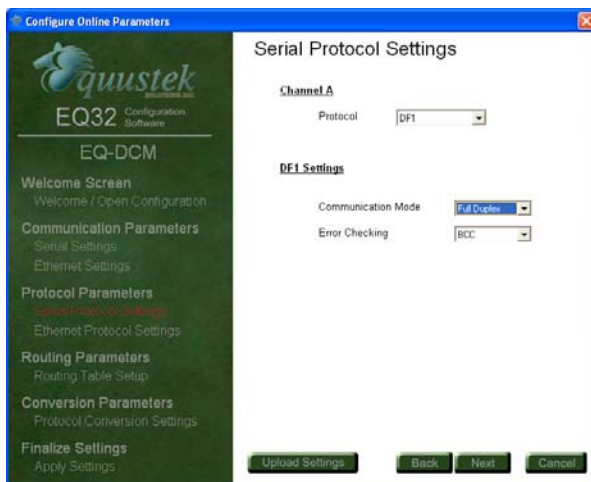 Configure Online Parameters
Equustek
SOLUTIONS INC.
EQ32 Configuration Software
EQ-DCM
Welcome Screen
Welcome / Open Configuration
Communication Parameters
Serial Settings
Ethernet Settings
Protocol Parameters
Serial Protocol Settings
Ethernet Protocol Settings
Routing Parameters
Routing Table Setup
Conversion Parameters
Protocol Conversion Settings
Finalize Settings
Apply Settings
Serial Protocol Settings
Channel A
Protocol DF1
DF1 Settings
Communication Mode Full Duplex
Error Checking BCC
Upload Settings Back Next Cancel